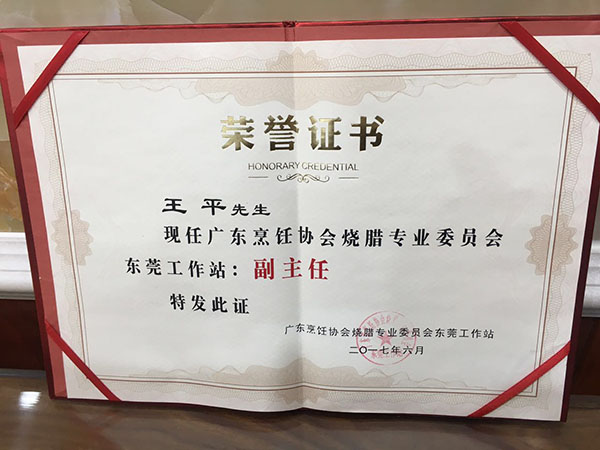 荣誉证书
HONORARY CREDENTIAL
王 平先生
现任广东烹饪协会烧腊专业委员会
东莞工作站：副主任
特发此证
广东烹饪协会烧腊专业委员会东莞工作站
二〇一七年六月